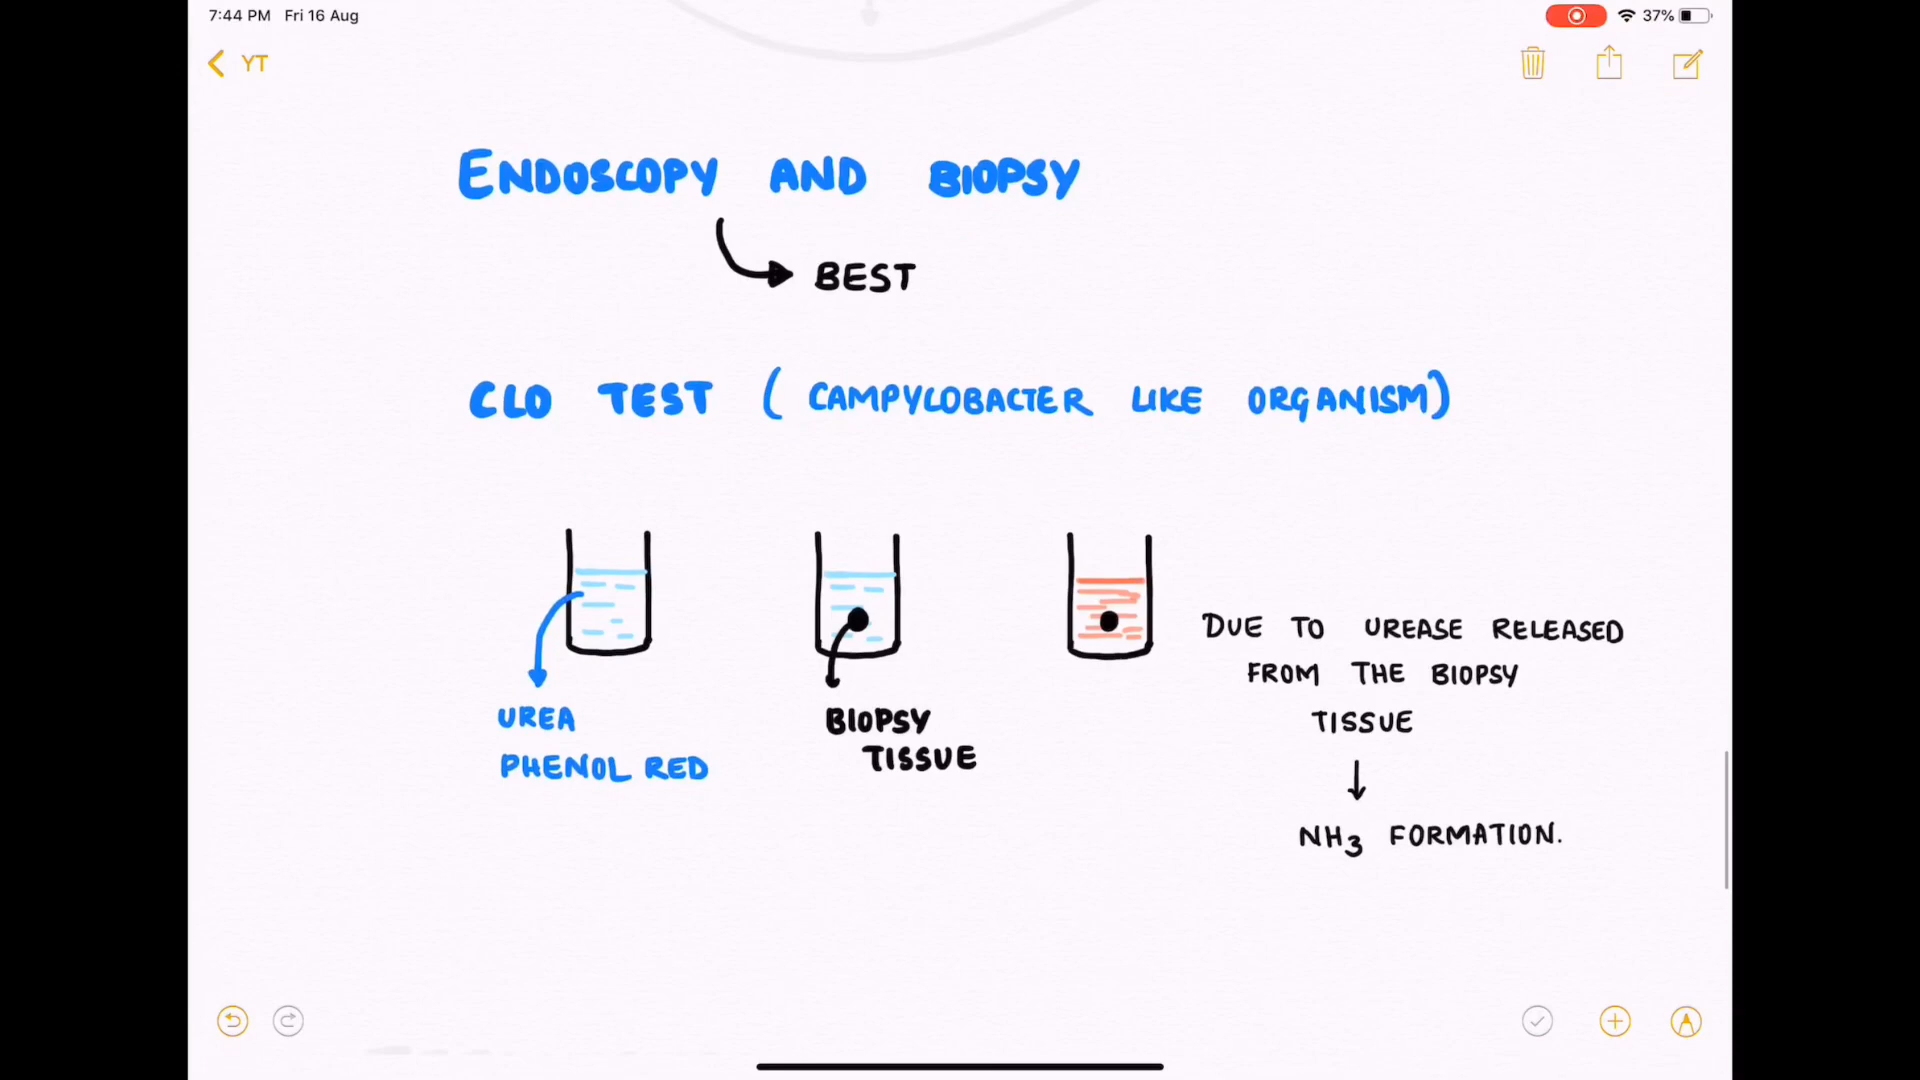 7:44 PM Fri 16 Aug
37%
YT
ENDOSCOPY AND BIOPSY
BEST
CLO TEST ( CAMPYLOBACTER LIKE ORGANISM)
UREA
PHENOL RED
BIOPSY
TISSUE
DUE TO UREASE RELEASED
FROM THE BIOPSY
TISSUE
NH3 FORMATION.